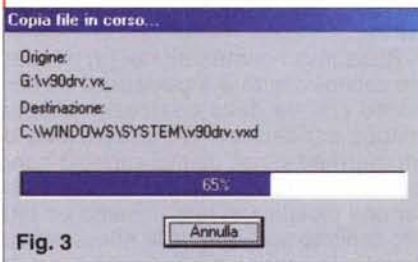 Copia file in corso...
Origine:
G:\v90drv.vx_
Destinazione:
C:\WINDOWS\SYSTEM\v90drv.vxd
65%
Annulla
Fig. 3